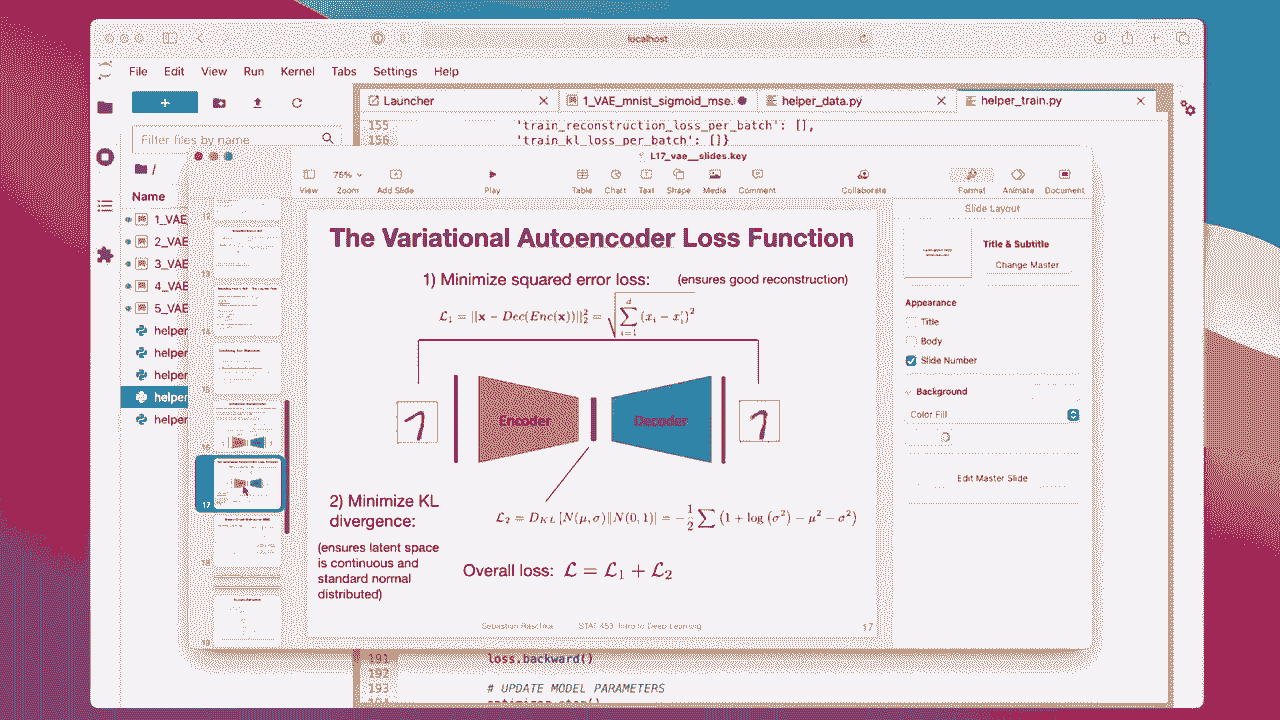 localhost
File Edit View Run Kernel Tabs Settings Help
+
Launcher
1_VAE_mnist_sigmoid_mse.
helper_data.py
helper_train.py
Filter files by name
/
Name
1_VAE
2_VAE
3_VAE
4_VAE
5_VAE
helper
helper
helper
helper
helper
155 'train_reconstruction_loss_per_batch': [],
156 'train_kl_loss_per_batch': []}
L17_vae__slides.key
76%
View Zoom Add Slide Play Table Chart Text Shape Media Comment Collaborate Format Animate Document
13
14
15
16
17
18
19
The Variational Autoencoder Loss Function
1) Minimize squared error loss: (ensures good reconstruction)
$\mathcal{L}_1 = ||\mathbf{x} - Dec(Enc(\mathbf{x}))||_2^2 = \sqrt{\sum_{i=1}^{d} (x_i - x_i')^2}$
Encoder
Decoder
2) Minimize KL
divergence:
$\mathcal{L}_2 = D_{KL}[N(\mu, \sigma) \| N(0, 1)] = -\frac{1}{2} \sum (1 + \log(\sigma^2) - \mu^2 - \sigma^2)$
(ensures latent space
is continuous and
standard normal
distributed)
Overall loss: $\mathcal{L} = \mathcal{L}_1 + \mathcal{L}_2$
Sebastian Raschka STAT 453: Intro to Deep Learning 17
Slide Layout
Title & Subtitle
Change Master
Appearance
Title
Body
Slide Number
Background
Color Fill
Edit Master Slide
191 loss.backward()
192
193 # UPDATE MODEL PARAMETERS